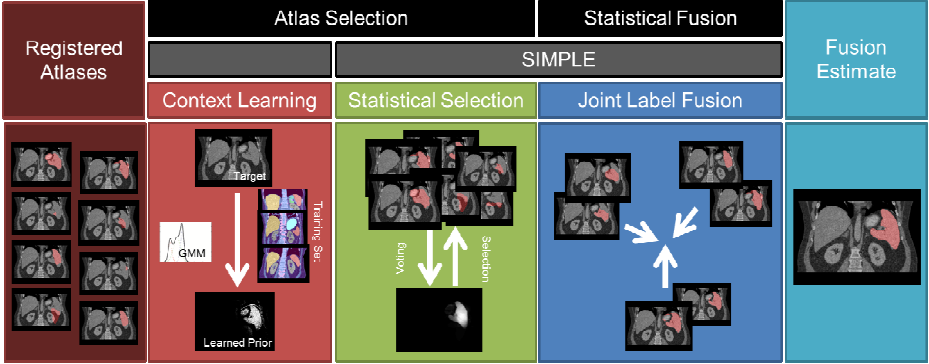 Registered
Atlases
Atlas Selection
Statistical Fusion
SIMPLE
Fusion
Estimate
Context Learning
Statistical Selection
Joint Label Fusion
Target
Training Set
GMM
Learned Prior
Voting
Selection